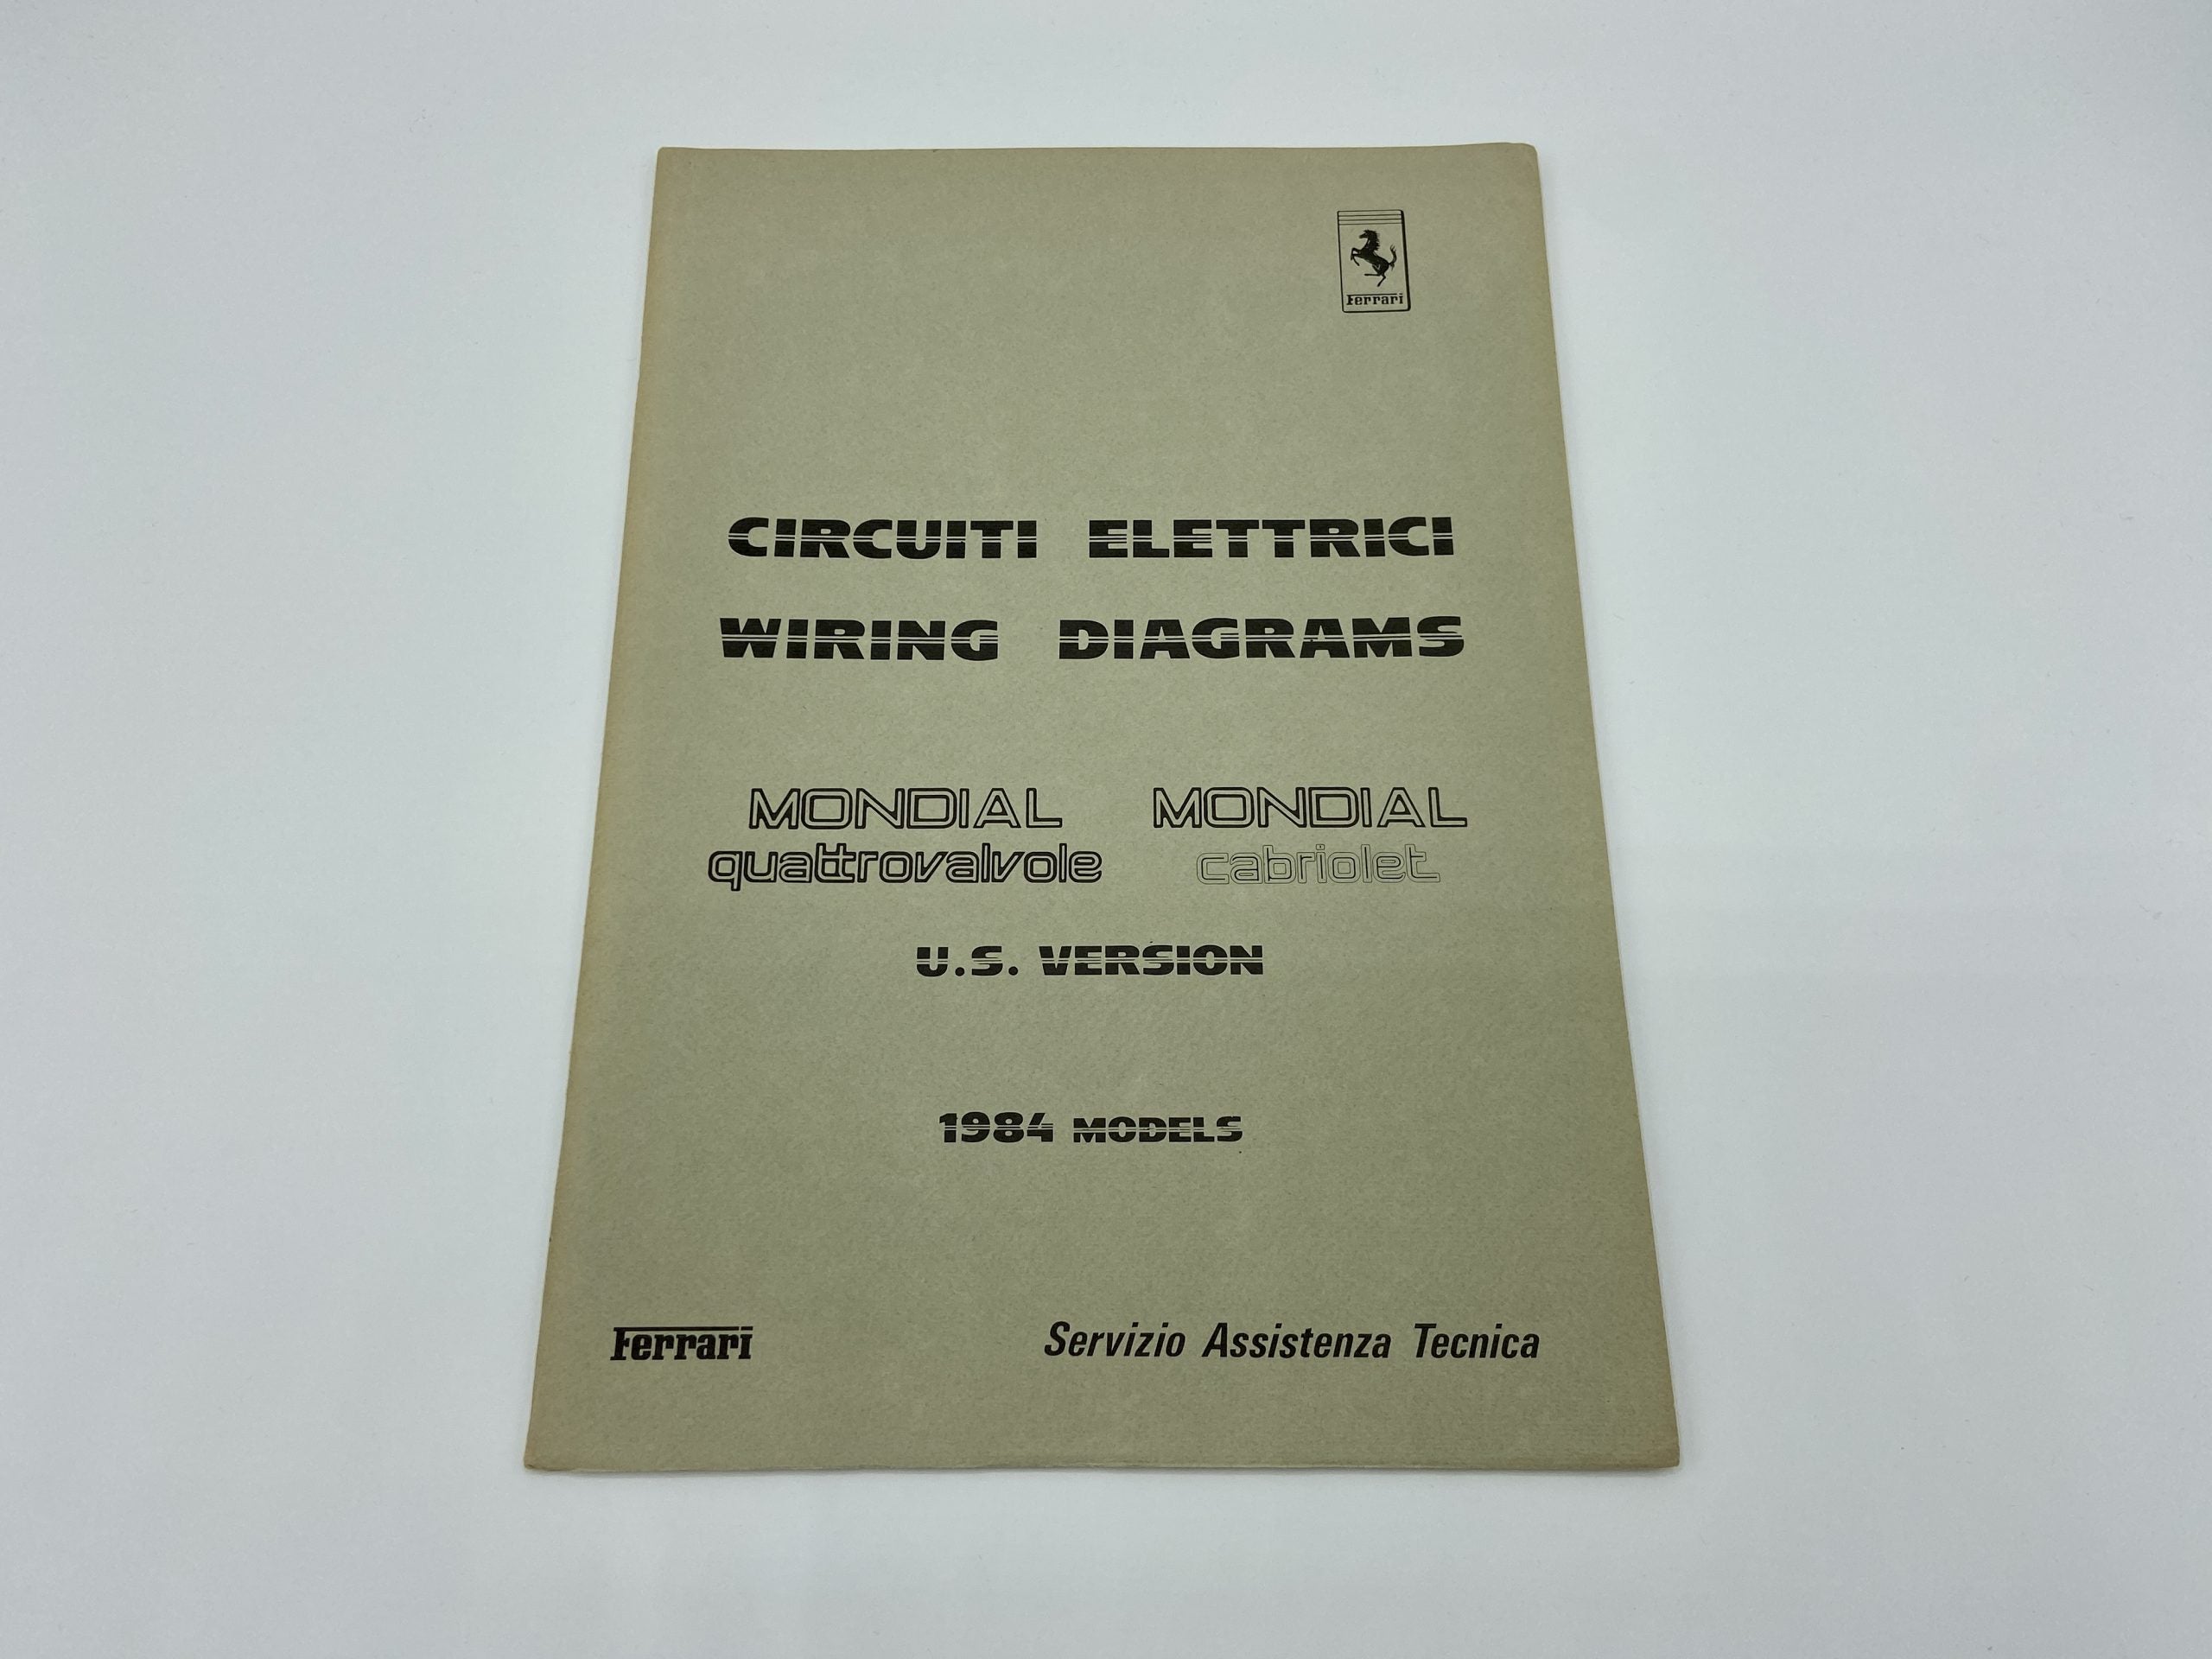 Ferrari
CIRCUITI ELETTRICI
WIRING DIAGRAMS
MONDIAL quattrovalvole
MONDIAL cabriolet
U.S. VERSION
1984 MODELS
Ferrari Servizio Assistenza Tecnica